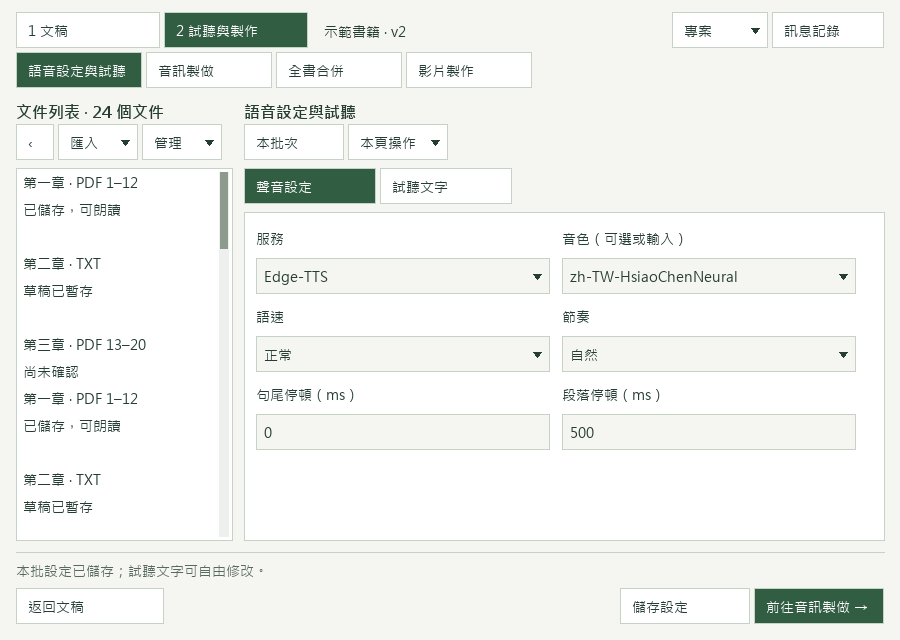 1 文稿
2 試聽與製作
示範書籍 · v2
專案
訊息記錄
語音設定與試聽
音訊製做
全書合併
影片製作
文件列表 · 24 個文件
‹
匯入
管理
第一章 · PDF 1–12
已儲存，可朗讀
第二章 · TXT
草稿已暫存
第三章 · PDF 13–20
尚未確認
第一章 · PDF 1–12
已儲存，可朗讀
第二章 · TXT
草稿已暫存
語音設定與試聽
本批次
本頁操作
聲音設定
試聽文字
服務
音色（可選或輸入）
Edge-TTS
zh-TW-HsiaoChenNeural
語速
節奏
正常
自然
句尾停頓（ms）
段落停頓（ms）
0
500
本批設定已儲存；試聽文字可自由修改。
返回文稿
儲存設定
前往音訊製做 →